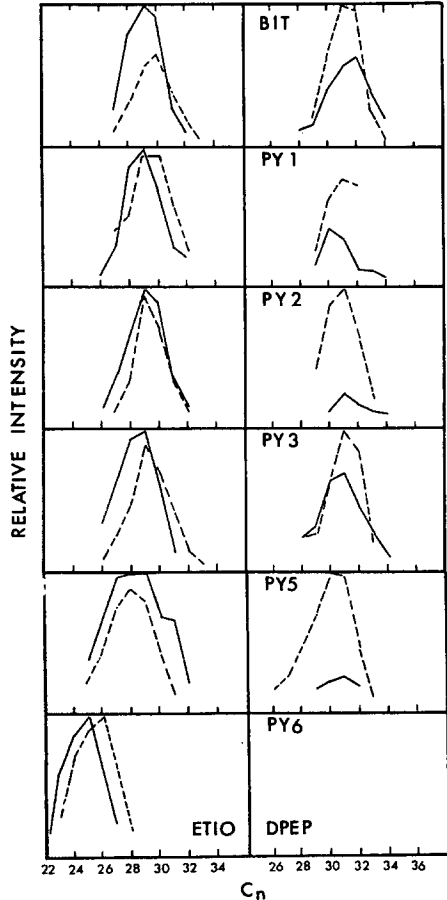 BIT
PY 1
PY 2
PY 3
PY5
PY6
ETIO
DPEP
RELATIVE INTENSITY
22 24 26 28 30 32 34
26 28 30 32 34 36
Cn